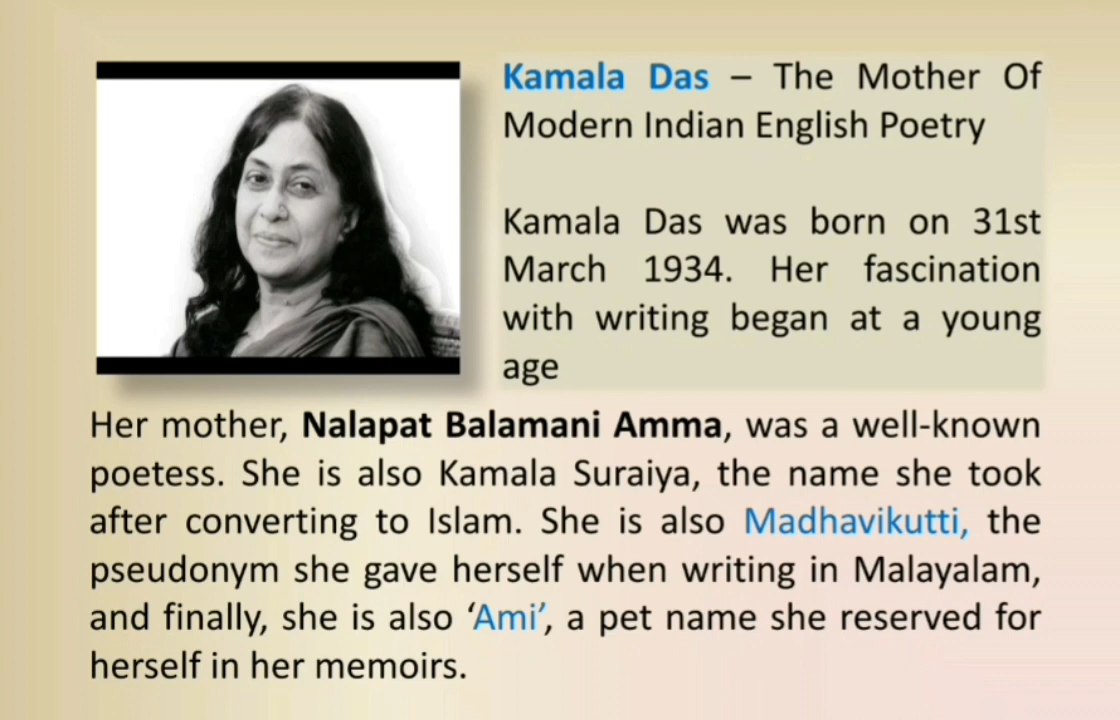 Kamala Das – The Mother Of
Modern Indian English Poetry
Kamala Das was born on 31st
March 1934. Her fascination
with writing began at a young
age
Her mother, Nalapat Balamani Amma, was a well-known
poetess. She is also Kamala Suraiya, the name she took
after converting to Islam. She is also Madhavikutti, the
pseudonym she gave herself when writing in Malayalam,
and finally, she is also ‘Ami’, a pet name she reserved for
herself in her memoirs.